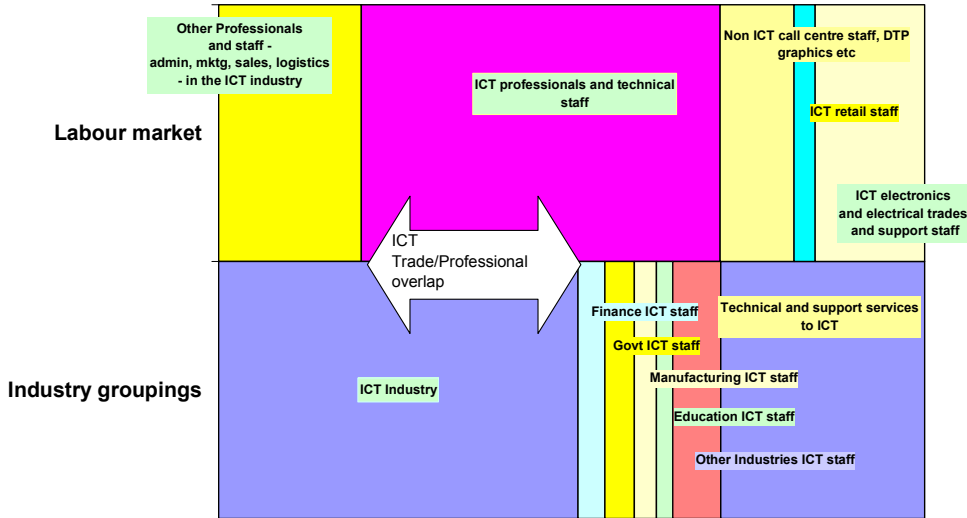 Other Professionals
and staff -
admin, mktg, sales, logistics
- in the ICT industry
ICT professionals and technical
staff
Non ICT call centre staff, DTP
graphics etc
ICT retail staff
Labour market
ICT electronics
and electrical trades
and support staff
ICT
Trade/Professional
overlap
Finance ICT staff
Technical and support services
to ICT
Govt ICT staff
Manufacturing ICT staff
Industry groupings
ICT Industry
Education ICT staff
Other Industries ICT staff